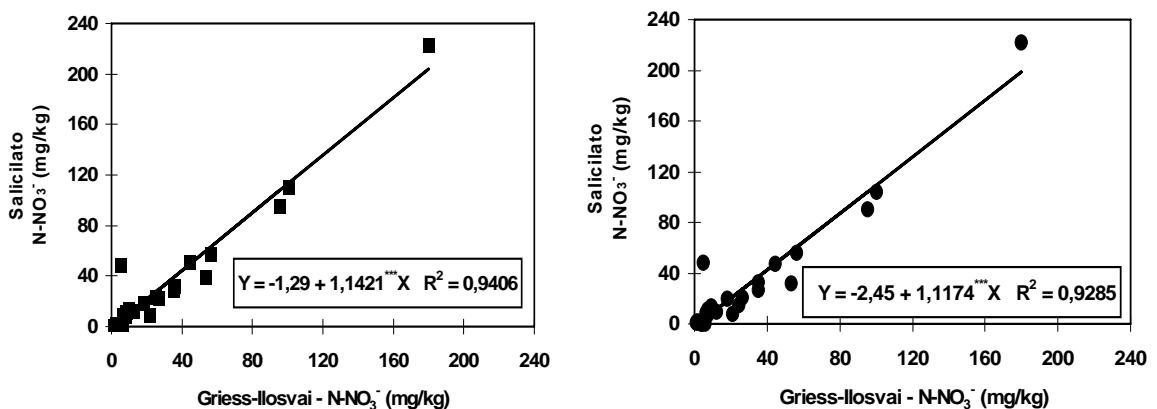 240
200
160
120
80
40
0
Salicilato
N-NO₃⁻ (mg/kg)
Y = -1,29 + 1,1421***X R² = 0,9406
0 40 80 120 160 200 240
Griess-Ilosvai - N-NO₃⁻ (mg/kg)
240
200
160
120
80
40
0
Salicilato
N-NO₃⁻ (mg/kg)
Y = -2,45 + 1,1174***X R² = 0,9285
0 40 80 120 160 200 240
Griess-Ilosvai - N-NO₃⁻ (mg/kg)